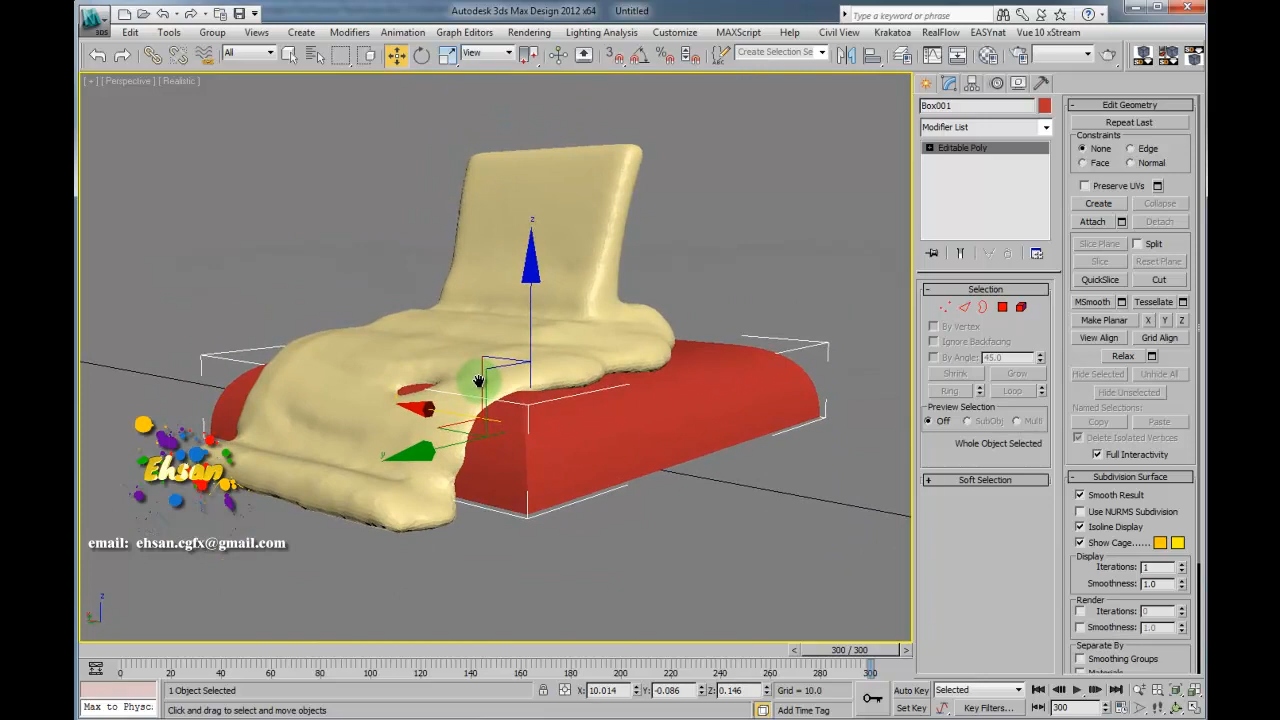 Autodesk 3ds Max Design 2012 x64 Untitled
Type a keyword or phrase
3DS
Edit Tools Group Views Create Modifiers Animation Graph Editors Rendering Lighting Analysis Customize MAXScript Help Civil View Krakatoa RealFlow EASYnat Vue 10 xStream
All View 3 Create Selection Se
[ + ] [ Perspective ] [ Realistic ]
Box001
Modifier List
Editable Poly
Selection
By Vertex
Ignore Backfacing
By Angle: 45.0
Shrink Grow
Ring Loop
Preview Selection
Off SubObj Multi
Whole Object Selected
Soft Selection
Edit Geometry
Repeat Last
Constraints
None Edge
Face Normal
Preserve UVs
Create Collapse
Attach Detach
Slice Plane Split
Slice Reset Plane
QuickSlice Cut
MSmooth Tessellate
Make Planar X Y Z
View Align Grid Align
Relax
Hide Selected Unhide All
Hide Unselected
Named Selections:
Copy Paste
Delete Isolated Vertices
Full Interactivity
Subdivision Surface
Smooth Result
Use NURMS Subdivision
Isoline Display
Show Cage......
Display
Iterations: 1
Smoothness: 1.0
Render
Iterations: 0
Smoothness: 1.0
Separate By
Smoothing Groups
Materials
z
y
Ehsan
email: ehsan.cgfx@gmail.com
z
300 / 300
0 20 40 60 80 100 120 140 160 180 200 220 240 260 280 300
1 Object Selected X: 10.014 Y: -0.086 Z: 0.146 Grid = 10.0 Auto Key Selected
Max to Physc Click and drag to select and move objects Add Time Tag Set Key Key Filters... 300